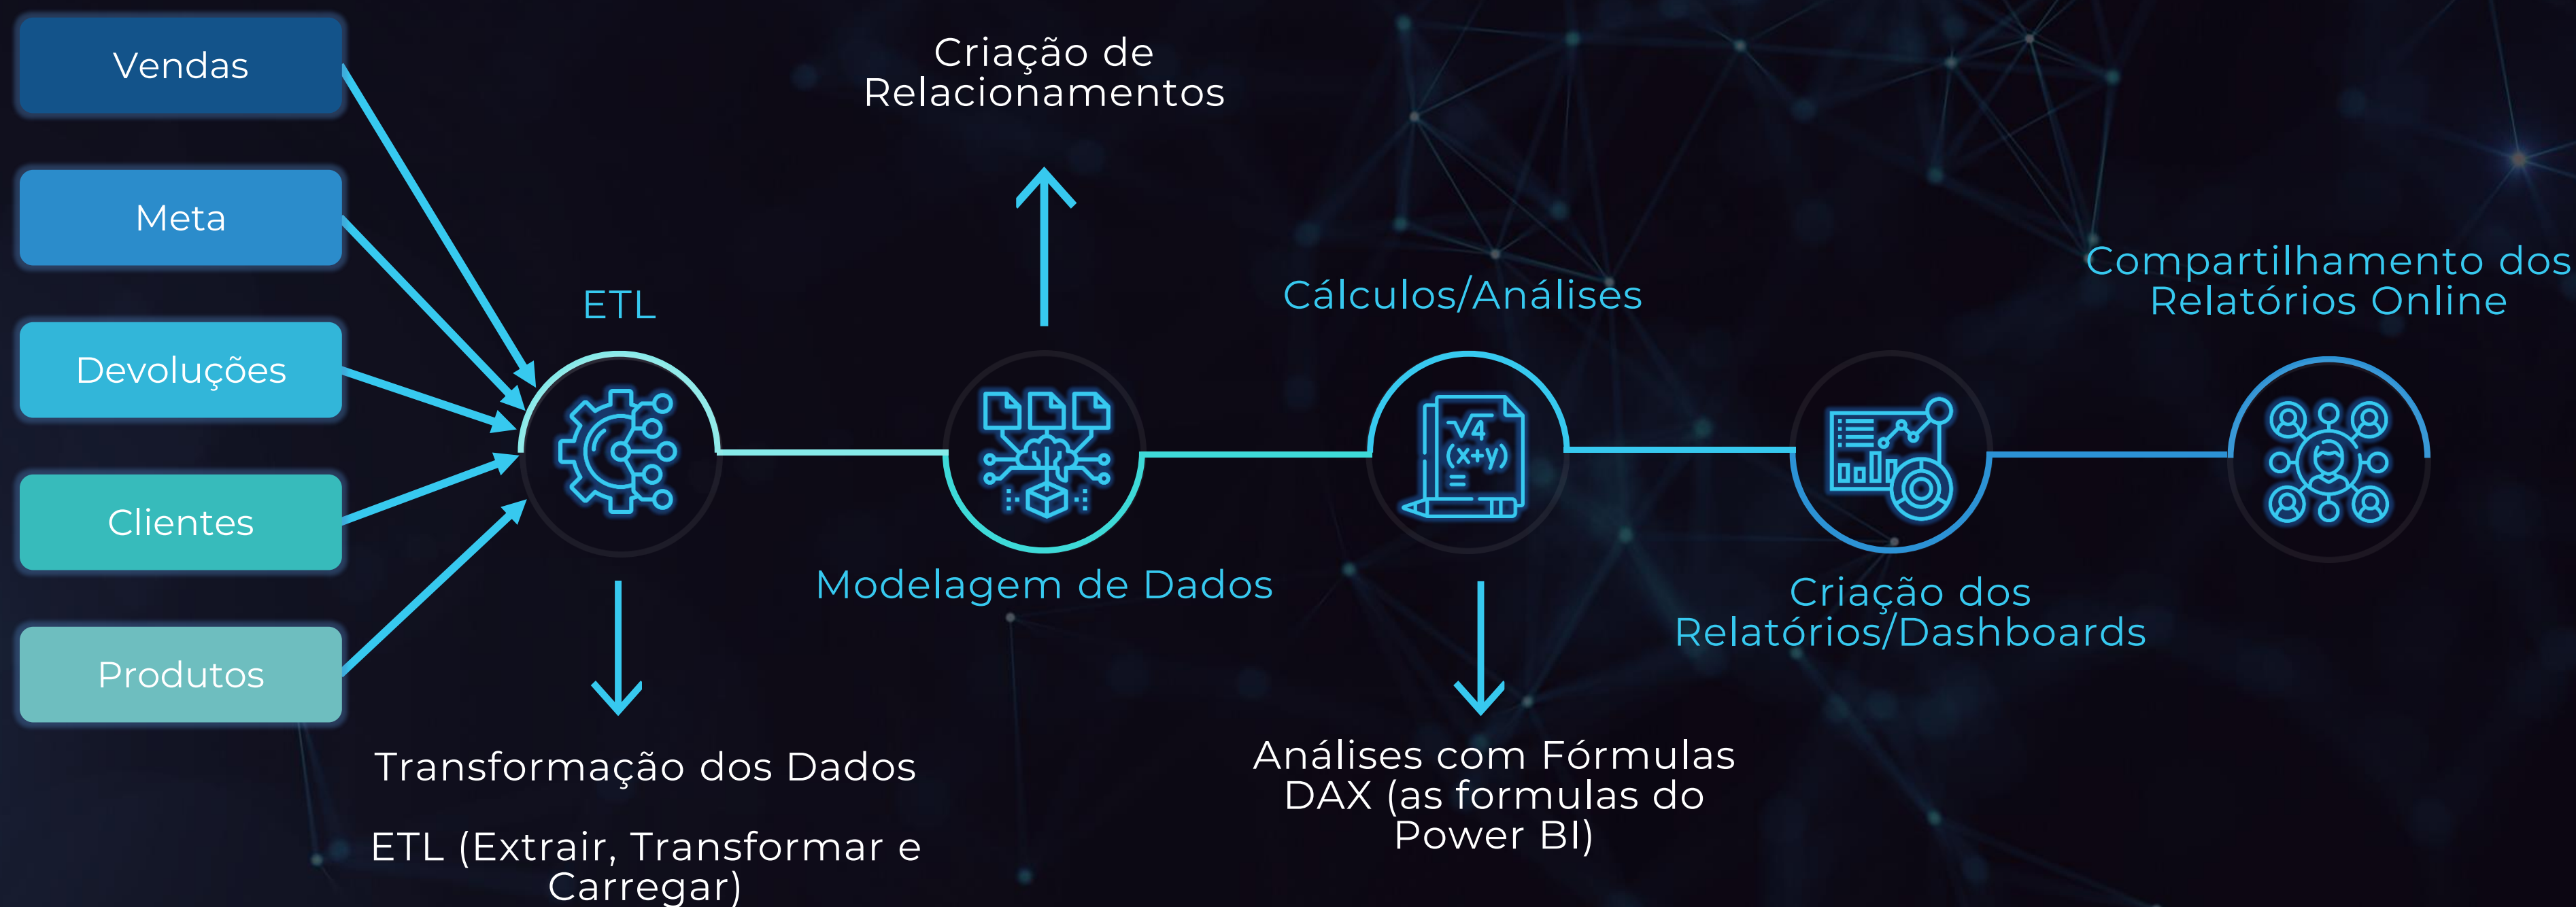 Vendas
Meta
Devoluções
Clientes
Produtos
ETL
Transformação dos Dados
ETL (Extrair, Transformar e
Carregar)
Criação de
Relacionamentos
Modelagem de Dados
Cálculos/Análises
√4
(x+y)
=
Análises com Fórmulas
DAX (as formulas do
Power BI)
Criação dos
Relatórios/Dashboards
Compartilhamento dos
Relatórios Online